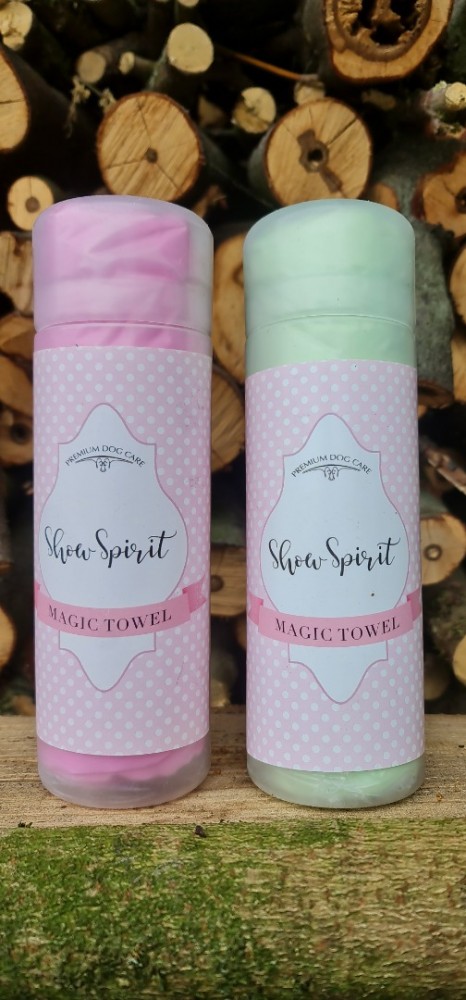 PREMIUM DOG CARE
Show Spirit
MAGIC TOWEL
PREMIUM DOG CARE
Show Spirit
MAGIC TOWEL